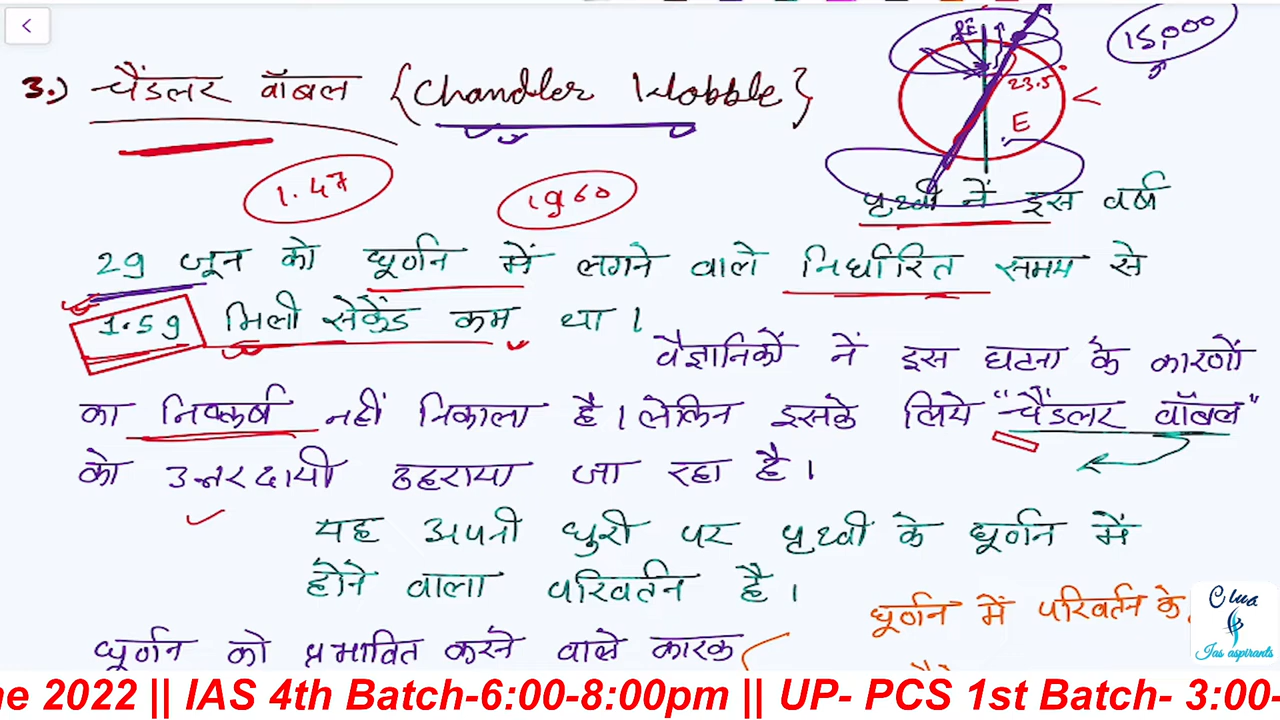 3.) चैंडलर वॉबल {Chandler Wobble}
15,000
23.5°
E
1.47
1960
पृथ्वी नें इस वर्ष
29 जून को घूर्णन में लगने वाले निर्धारित समय से
1.59 मिली सेकेंड कम था।
वैज्ञानिकों नें इस घटना के कारणों
का निष्कर्ष नहीं निकाला है। लेकिन इसके लिये "चैंडलर वॉबल"
को उत्तरदायी ठहराया जा रहा है।
यह अपनी धुरी पर पृथ्वी के घूर्णन में
होने वाला परिवर्तन है।
घूर्णन में परिवर्तन के
घूर्णन को प्रभावित करने वाले कारक
Ias aspirants
ne 2022 || IAS 4th Batch-6:00-8:00pm || UP- PCS 1st Batch- 3:00-